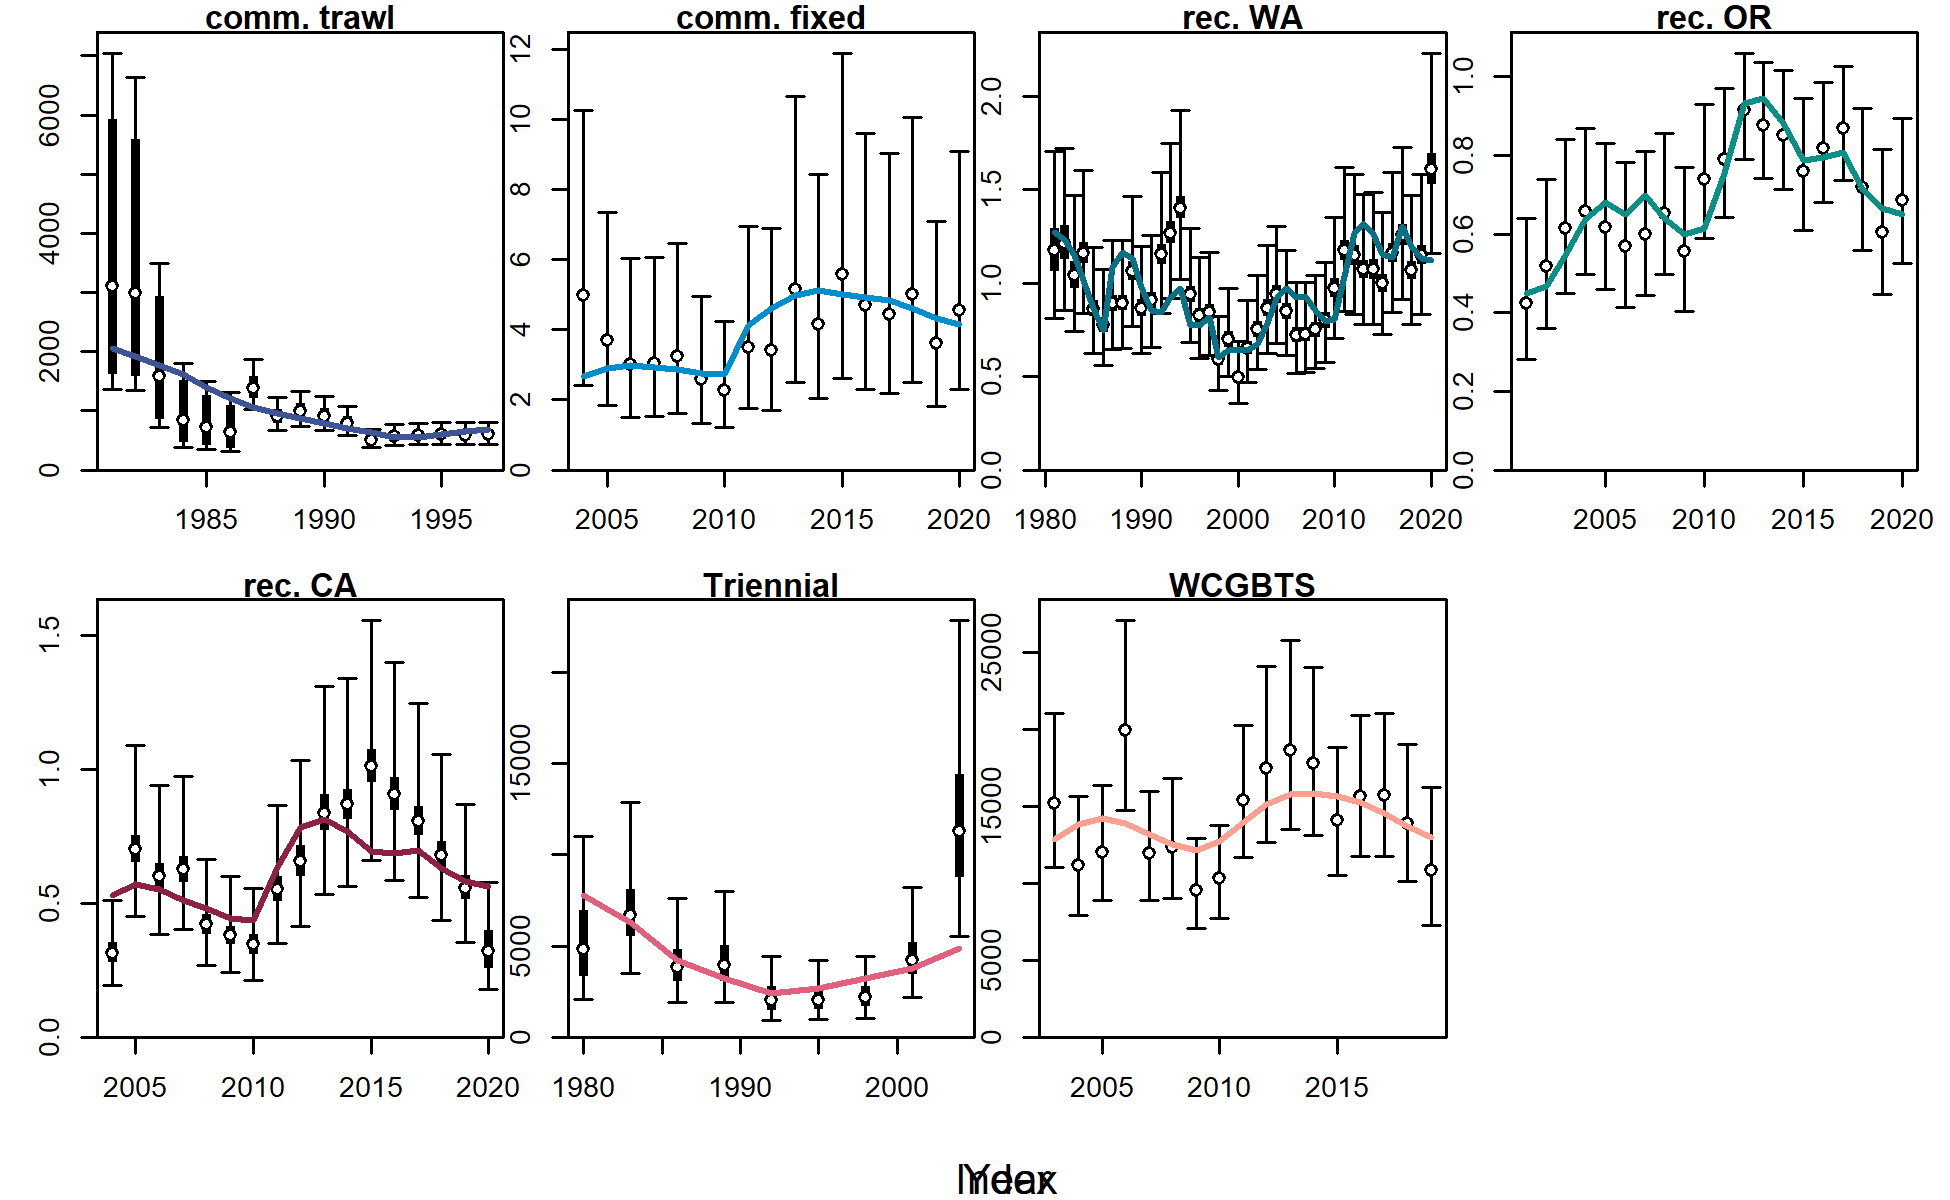 comm. trawl
0 2000 4000 6000
1985 1990 1995
comm. fixed
0 2 4 6 8 10 12
2005 2010 2015 2020
rec. WA
0.0 0.5 1.0 1.5 2.0
1980 1990 2000 2010 2020
rec. OR
0.0 0.2 0.4 0.6 0.8 1.0
2005 2010 2015 2020
rec. CA
0.0 0.5 1.0 1.5
2005 2010 2015 2020
Triennial
0 5000 15000
1980 1990 2000
WCGBTS
0 5000 15000 25000
2005 2010 2015
Index
Year